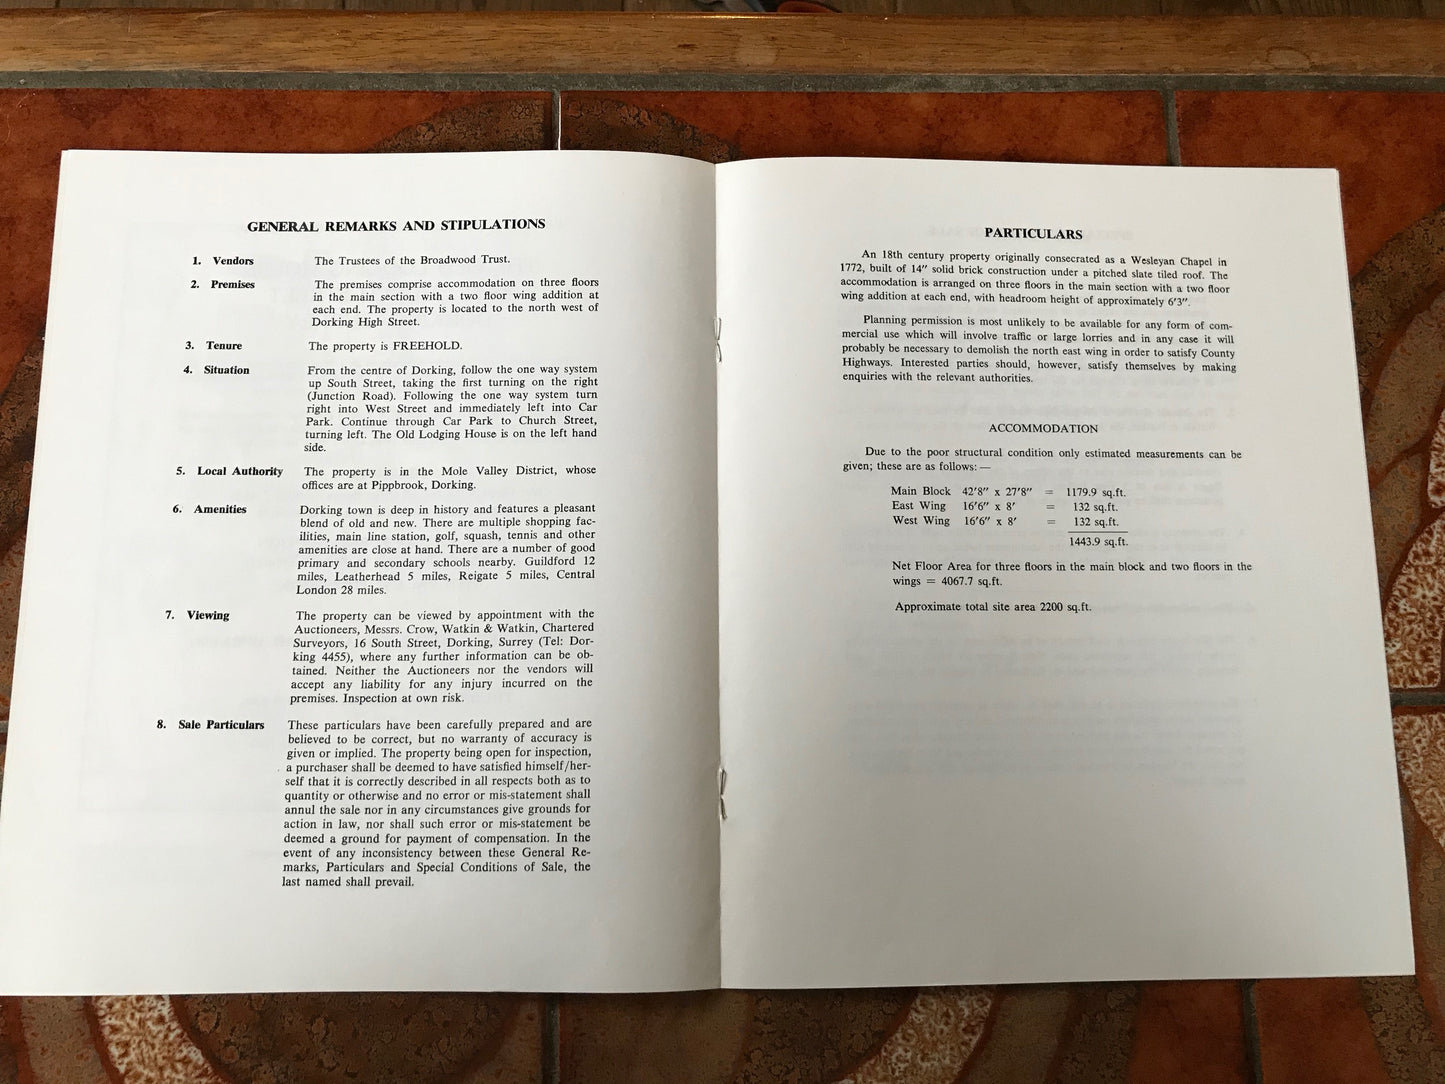 GENERAL REMARKS AND STIPULATIONS
1. Vendors The Trustees of the Broadwood Trust.
2. Premises The premises comprise accommodation on three floors
in the main section with a two floor wing addition at
each end. The property is located to the north west of
Dorking High Street.
3. Tenure The property is FREEHOLD.
4. Situation From the centre of Dorking, follow the one way system
up South Street, taking the first turning on the right
(Junction Road). Following the one way system turn
right into West Street and immediately left into Car
Park. Continue through Car Park to Church Street,
turning left. The Old Lodging House is on the left hand
side.
5. Local Authority The property is in the Mole Valley District, whose
offices are at Pippbrook, Dorking.
6. Amenities Dorking town is deep in history and features a pleasant
blend of old and new. There are multiple shopping fac-
ilities, main line station, golf, squash, tennis and other
amenities are close at hand. There are a number of good
primary and secondary schools nearby. Guildford 12
miles, Leatherhead 5 miles, Reigate 5 miles, Central
London 28 miles.
7. Viewing The property can be viewed by appointment with the
Auctioneers, Messrs. Crow, Watkin & Watkin, Chartered
Surveyors, 16 South Street, Dorking, Surrey (Tel: Dor-
king 4455), where any further information can be ob-
tained. Neither the Auctioneers nor the vendors will
accept any liability for any injury incurred on the
premises. Inspection at own risk.
8. Sale Particulars These particulars have been carefully prepared and are
believed to be correct, but no warranty of accuracy is
given or implied. The property being open for inspection,
a purchaser shall be deemed to have satisfied himself/her-
self that it is correctly described in all respects both as to
quantity or otherwise and no error or mis-statement shall
annul the sale nor in any circumstances give grounds for
action in law, nor shall such error or mis-statement be
deemed a ground for payment of compensation. In the
event of any inconsistency between these General Re-
marks, Particulars and Special Conditions of Sale, the
last named shall prevail.
PARTICULARS
An 18th century property originally consecrated as a Wesleyan Chapel in
1772, built of 14″ solid brick construction under a pitched slate tiled roof. The
accommodation is arranged on three floors in the main section with a two floor
wing addition at each end, with headroom height of approximately 6′3″.
Planning permission is most unlikely to be available for any form of com-
mercial use which will involve traffic or large lorries and in any case it will
probably be necessary to demolish the north east wing in order to satisfy County
Highways. Interested parties should, however, satisfy themselves by making
enquiries with the relevant authorities.
ACCOMMODATION
Due to the poor structural condition only estimated measurements can be
given; these are as follows: —
Main Block 42′8″ x 27′8″ = 1179.9 sq.ft.
East Wing 16′6″ x 8′ = 132 sq.ft.
West Wing 16′6″ x 8′ = 132 sq.ft.
1443.9 sq.ft.
Net Floor Area for three floors in the main block and two floors in the
wings = 4067.7 sq.ft.
Approximate total site area 2200 sq.ft.